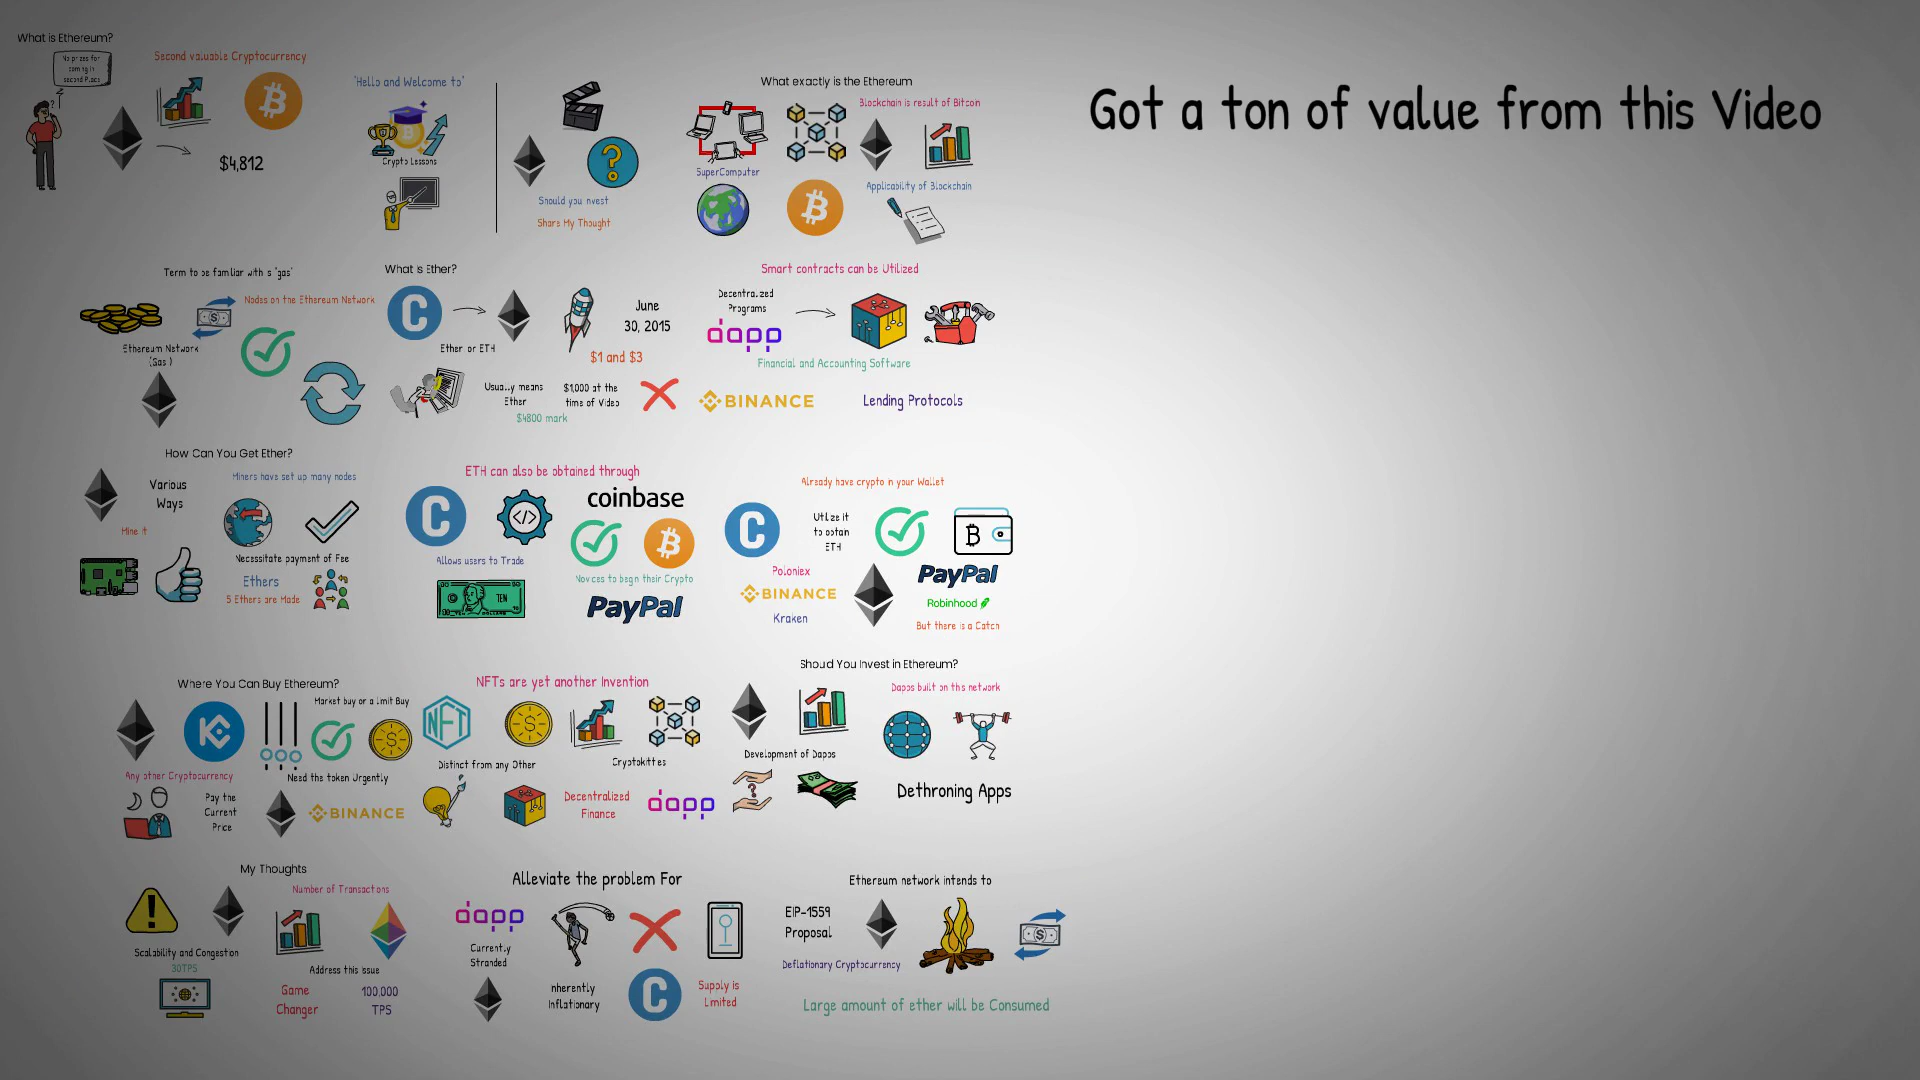 What is Ethereum?
No prizes for
coming in
second Place
Second valuable Cryptocurrency
$4,812
'Hello and Welcome to'
Crypto Lessons
Should you invest
Share My Thought
What exactly is the Ethereum
Blockchain is result of Bitcoin
SuperComputer
Applicability of Blockchain
Got a ton of value from this Video
Term to be familiar with is 'gas'
Nodes on the Ethereum Network
Ethereum Network
(Gas)
What is Ether?
Ether or ETH
June
30, 2015
$1 and $3
Usually means
Ether
$1,000 at the
time of Video
$4800 mark
Smart contracts can be Utilized
Decentralized
Programs
dapp
Financial and Accounting Software
BINANCE
Lending Protocols
How Can You Get Ether?
Various
Ways
Mine it
Miners have set up many nodes
Necessitate payment of Fee
Ethers
5 Ethers are Made
ETH can also be obtained through
Allows users to Trade
TEN
coinbase
Novices to begin their Crypto
PayPal
Already have crypto in your Wallet
Utilize it
to obtain
ETH
Poloniex
BINANCE
Kraken
PayPal
Robinhood
But there is a Catch
Where You Can Buy Ethereum?
Market buy or a limit Buy
Any other Cryptocurrency
Need the token Urgently
Pay the
Current
Price
BINANCE
NFTs are yet another Invention
NFT
Distinct from any Other
Cryptokitties
Decentralized
Finance
dapp
Should You Invest in Ethereum?
Dapps built on this network
Development of Dapps
Dethroning Apps
My Thoughts
Number of Transactions
Scalability and Congestion
30TPS
Address this issue
Game
Changer
100,000
TPS
Alleviate the problem For
dapp
Currently
Stranded
Inherently
Inflationary
Supply is
Limited
Ethereum network intends to
EIP-1559
Proposal
Deflationary Cryptocurrency
Large amount of ether will be Consumed